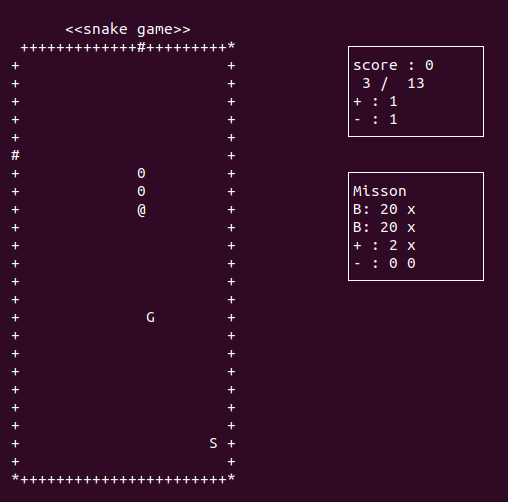 <<snake game>>
 +++++++++++++#+++++++++*
+                       +
+                       +
+                       +
+                       +
+                       +
#                       +
+             0         +
+             0         +
+             @         +
+                       +
+                       +
+                       +
+                       +
+                       +
+              G        +
+                       +
+                       +
+                       +
+                       +
+                       +
+                       +
+                     S +
+                       +
*+++++++++++++++++++++++*
score : 0
3 /  13
+ : 1
- : 1
Misson
B: 20 x
B: 20 x
+ : 2 x
- : 0 0